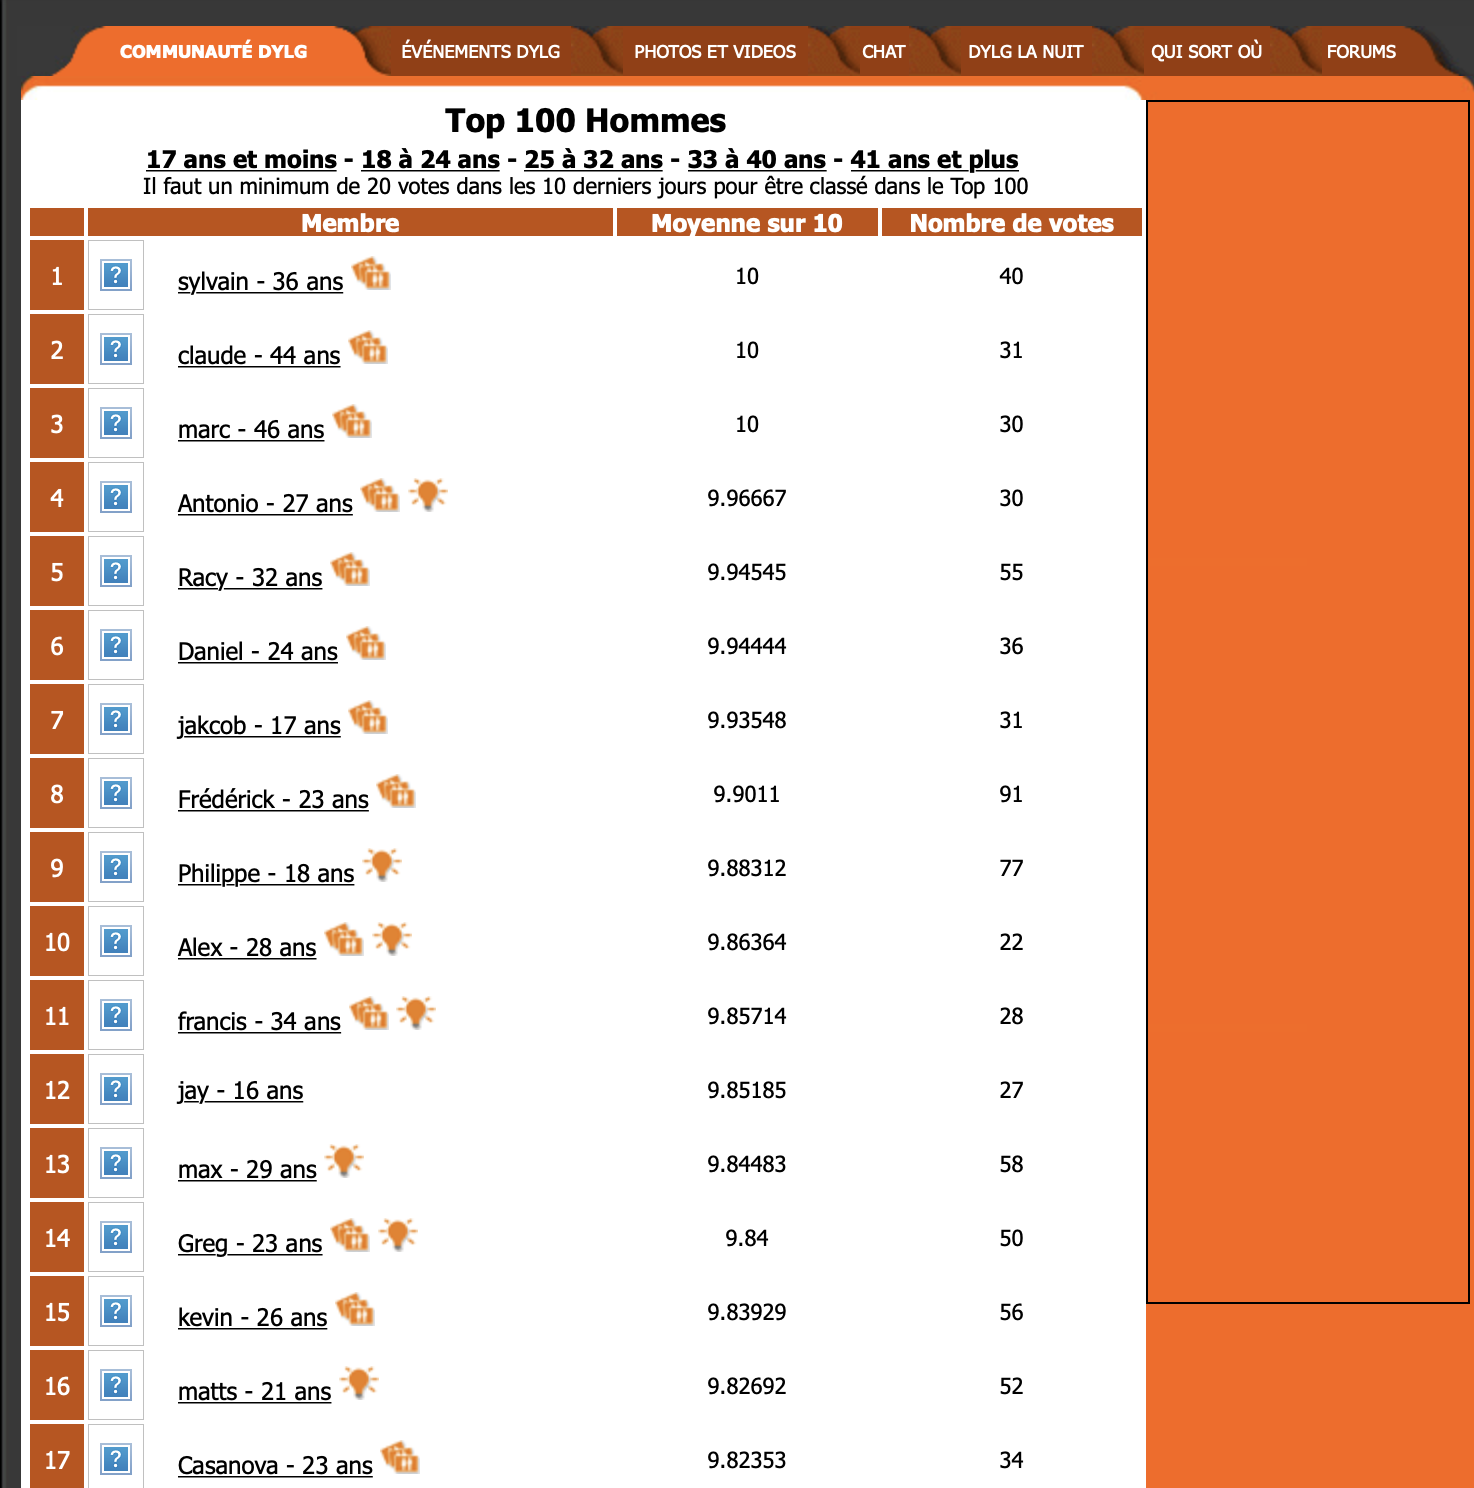 COMMUNAUTÉ DYLG ÉVÉNEMENTS DYLG PHOTOS ET VIDEOS CHAT DYLG LA NUIT QUI SORT OÙ FORUMS
Top 100 Hommes
17 ans et moins - 18 à 24 ans - 25 à 32 ans - 33 à 40 ans - 41 ans et plus
Il faut un minimum de 20 votes dans les 10 derniers jours pour être classé dans le Top 100
Membre Moyenne sur 10 Nombre de votes
1 sylvain - 36 ans 10 40
2 claude - 44 ans 10 31
3 marc - 46 ans 10 30
4 Antonio - 27 ans 9.96667 30
5 Racy - 32 ans 9.94545 55
6 Daniel - 24 ans 9.94444 36
7 jakcob - 17 ans 9.93548 31
8 Frédérick - 23 ans 9.9011 91
9 Philippe - 18 ans 9.88312 77
10 Alex - 28 ans 9.86364 22
11 francis - 34 ans 9.85714 28
12 jay - 16 ans 9.85185 27
13 max - 29 ans 9.84483 58
14 Greg - 23 ans 9.84 50
15 kevin - 26 ans 9.83929 56
16 matts - 21 ans 9.82692 52
17 Casanova - 23 ans 9.82353 34